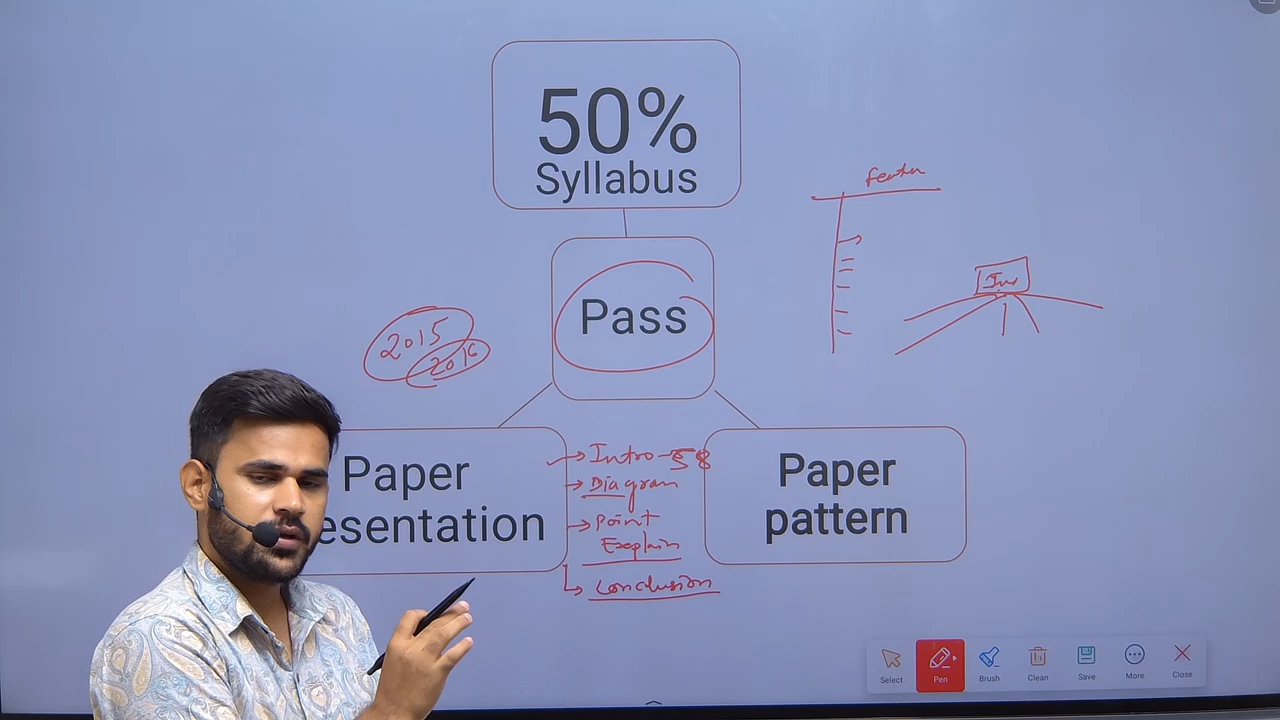 50%
Syllabus
Pass
2015
2016
Paper
esentation
Intro - 58
Diagram
Point
Explain
Conclusion
Paper
pattern
Select
Pen
Brush
Clean
Save
More
Close